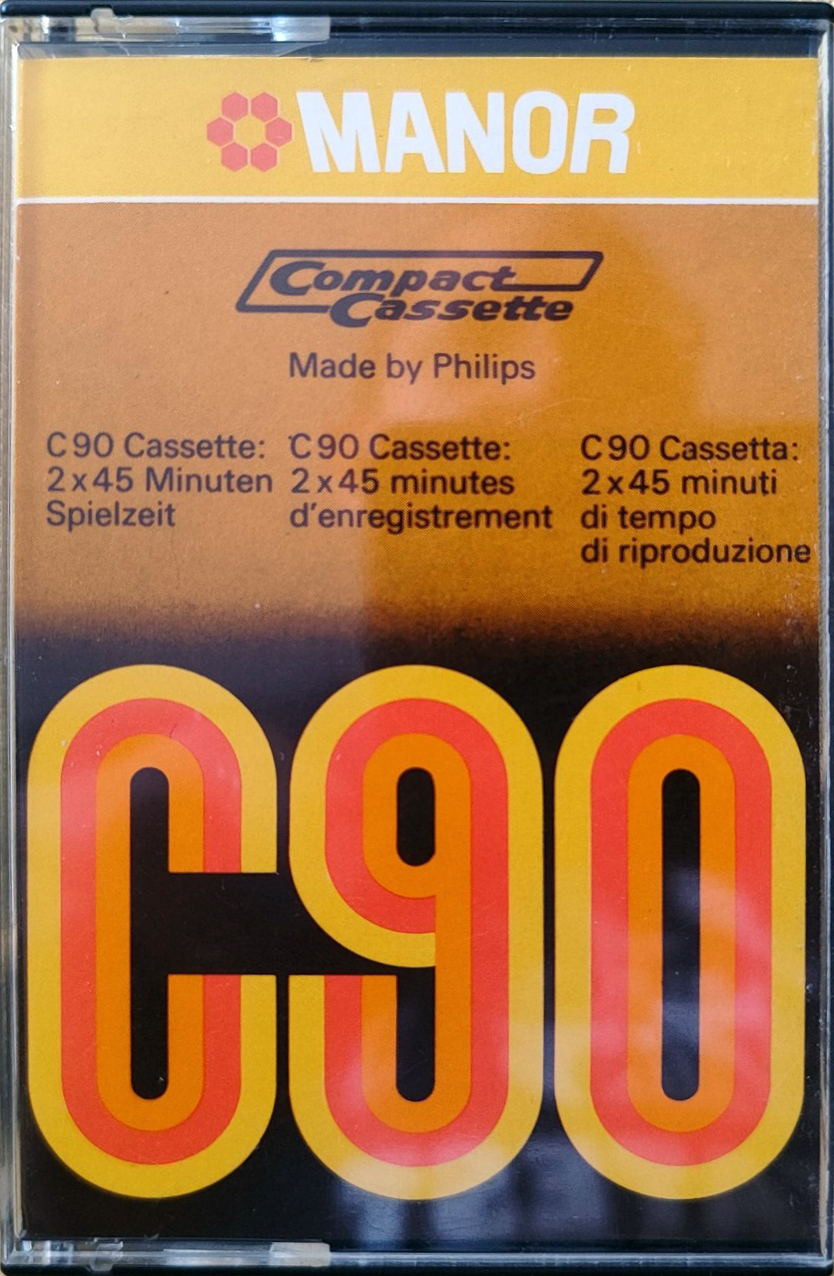 MANOR
Compact
Cassette
Made by Philips
C90 Cassette:
2x45 Minuten
Spielzeit
C90 Cassette:
2x45 minutes
d'enregistrement
C90 Cassetta:
2x45 minuti
di tempo
di riproduzione
C90